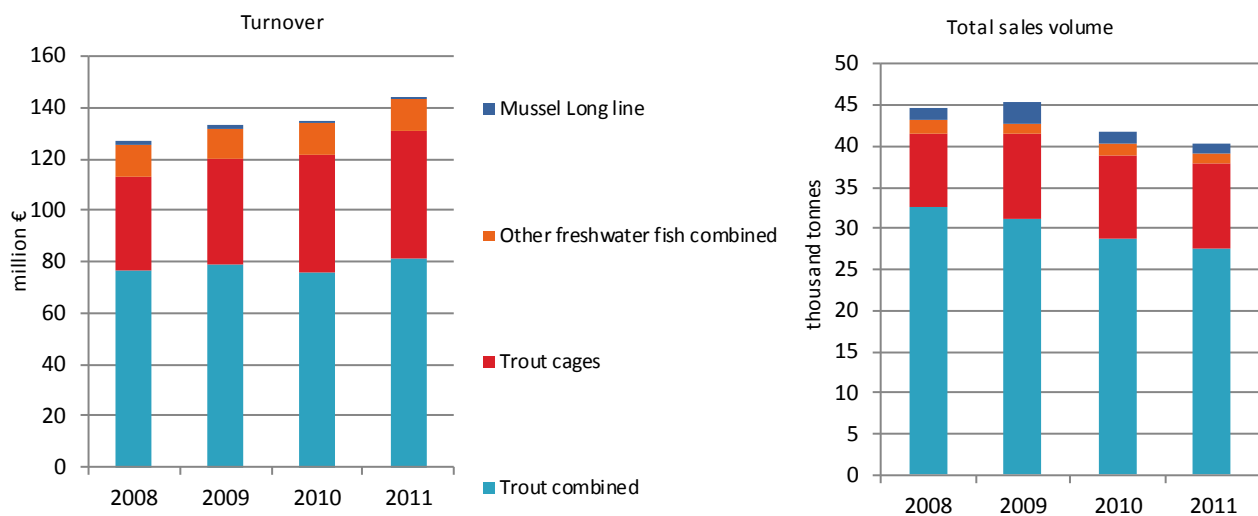 Turnover
160
140
120
100
80
60
40
20
0
million €
2008 2009 2010 2011
Mussel Long line
Other freshwater fish combined
Trout cages
Trout combined
Total sales volume
50
45
40
35
30
25
20
15
10
5
0
thousand tonnes
2008 2009 2010 2011